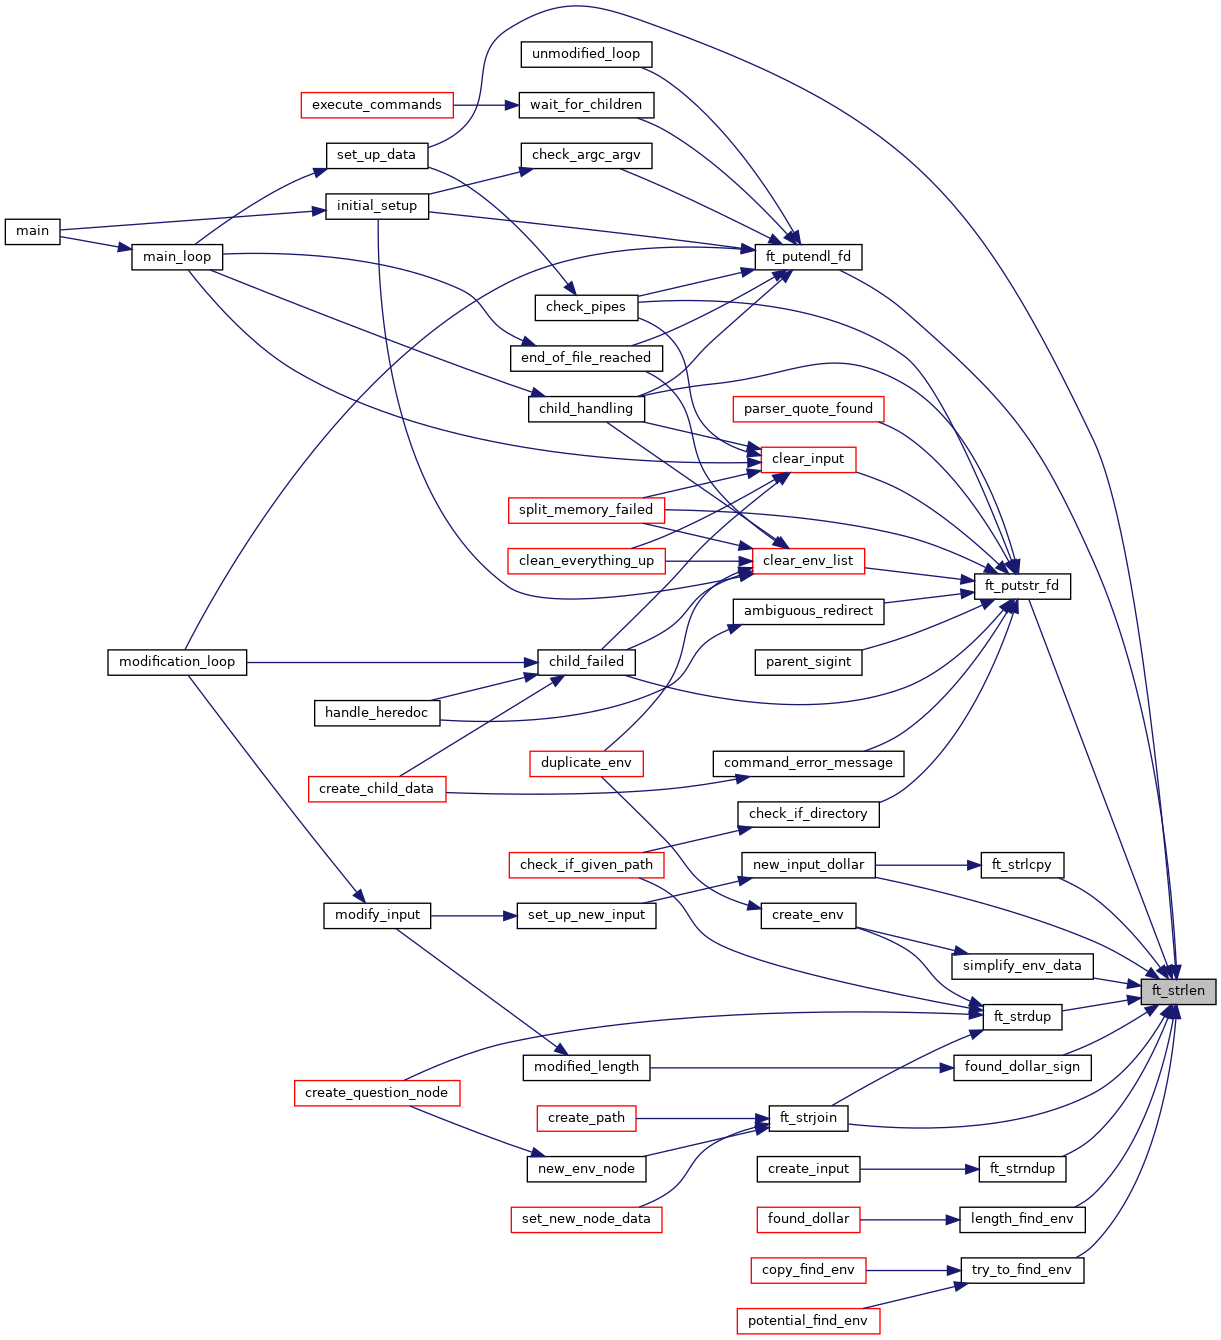 unmodified_loop
execute_commands
wait_for_children
set_up_data
check_argc_argv
initial_setup
main
main_loop
ft_putendl_fd
check_pipes
end_of_file_reached
child_handling
parser_quote_found
clear_input
split_memory_failed
clean_everything_up
clear_env_list
ft_putstr_fd
ambiguous_redirect
modification_loop
child_failed
parent_sigint
handle_heredoc
duplicate_env
command_error_message
create_child_data
check_if_directory
check_if_given_path
new_input_dollar
ft_strlcpy
modify_input
set_up_new_input
create_env
simplify_env_data
ft_strlen
ft_strdup
modified_length
found_dollar_sign
create_question_node
create_path
ft_strjoin
new_env_node
create_input
ft_strndup
set_new_node_data
found_dollar
length_find_env
copy_find_env
try_to_find_env
potential_find_env